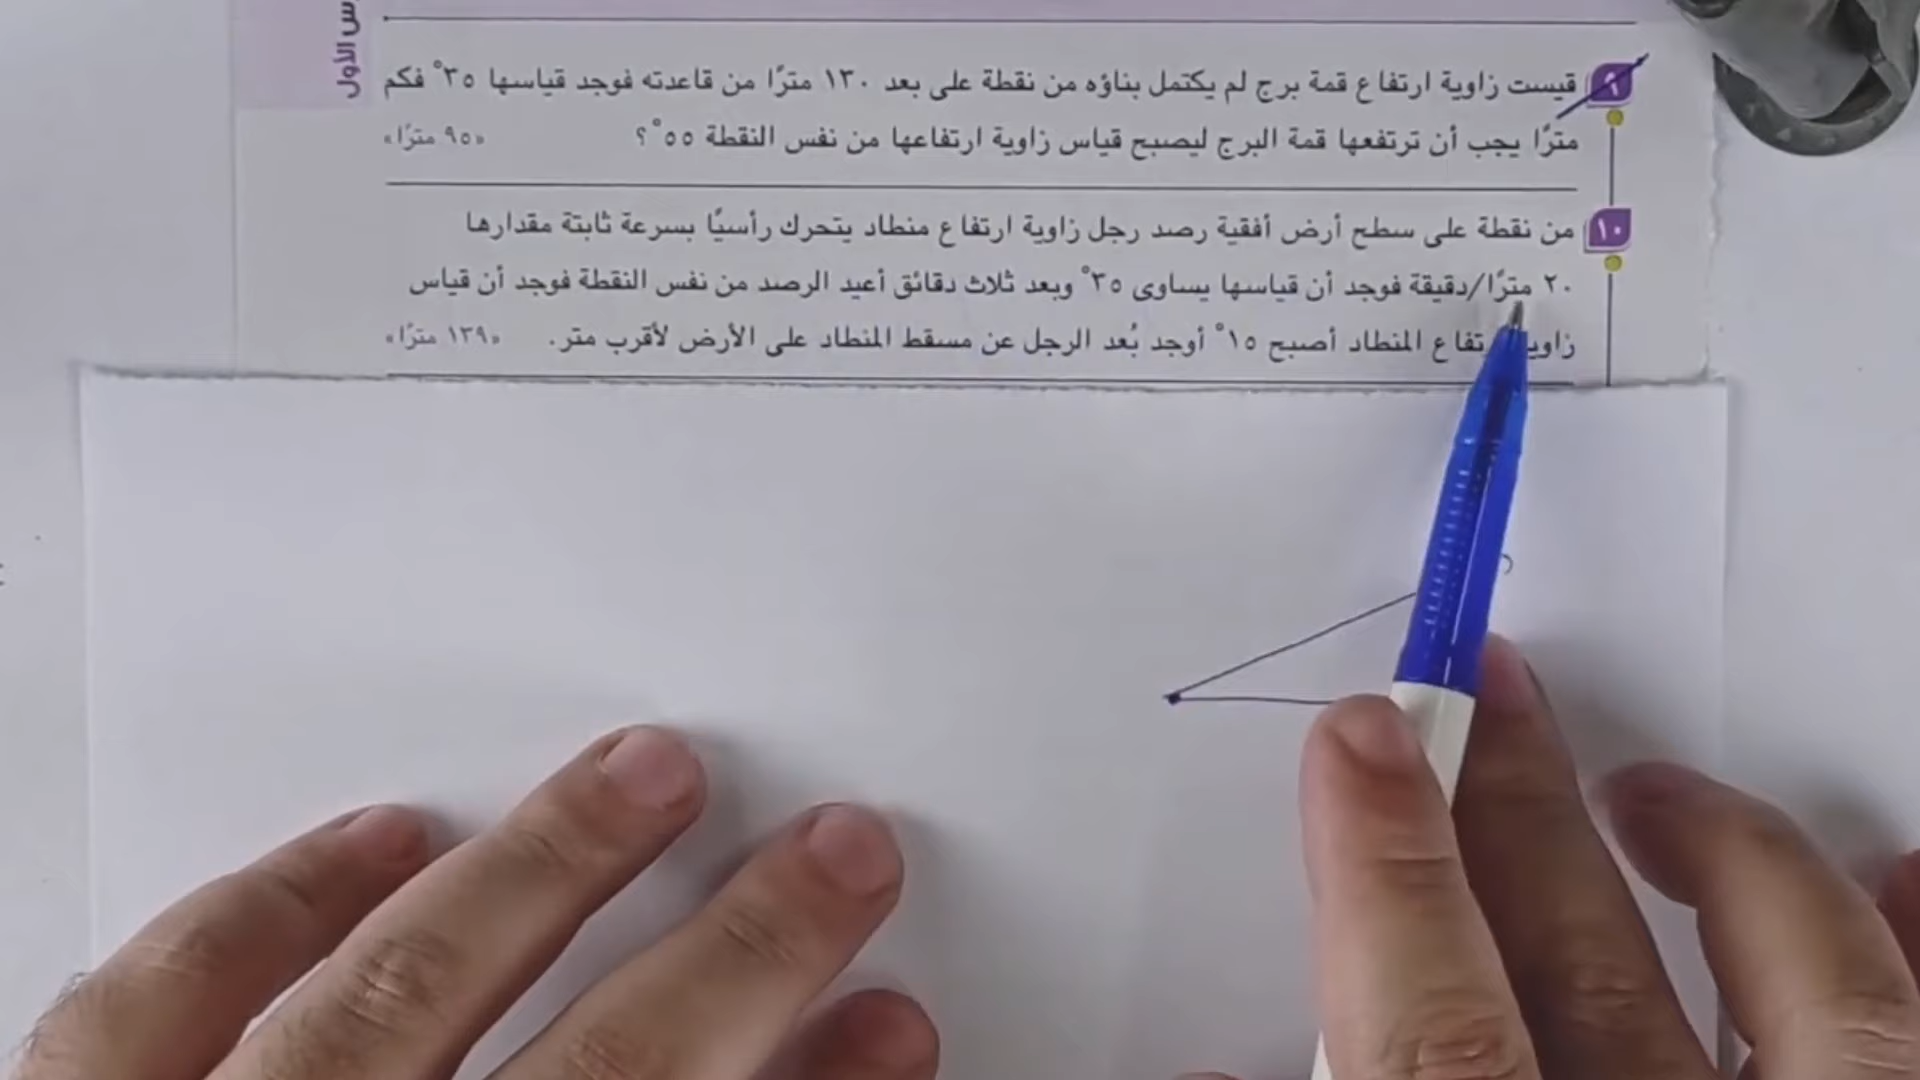 رس الأول
٩ قيست زاوية ارتفاع قمة برج لم يكتمل بناؤه من نقطة على بعد ١٣٠ مترًا من قاعدته فوجد قياسها ٣٥° فكم
مترًا يجب أن ترتفعها قمة البرج ليصبح قياس زاوية ارتفاعها من نفس النقطة ٥٥°؟ «٩٥ مترًا»
١٠ من نقطة على سطح أرض أفقية رصد رجل زاوية ارتفاع منطاد يتحرك رأسيًا بسرعة ثابتة مقدارها
٢٠ مترًا/دقيقة فوجد أن قياسها يساوى ٣٥° وبعد ثلاث دقائق أعيد الرصد من نفس النقطة فوجد أن قياس
المنطاد أصبح ١٥° أوجد بُعد الرجل عن مسقط المنطاد على الأرض لأقرب متر. «١٣٩ مترًا»